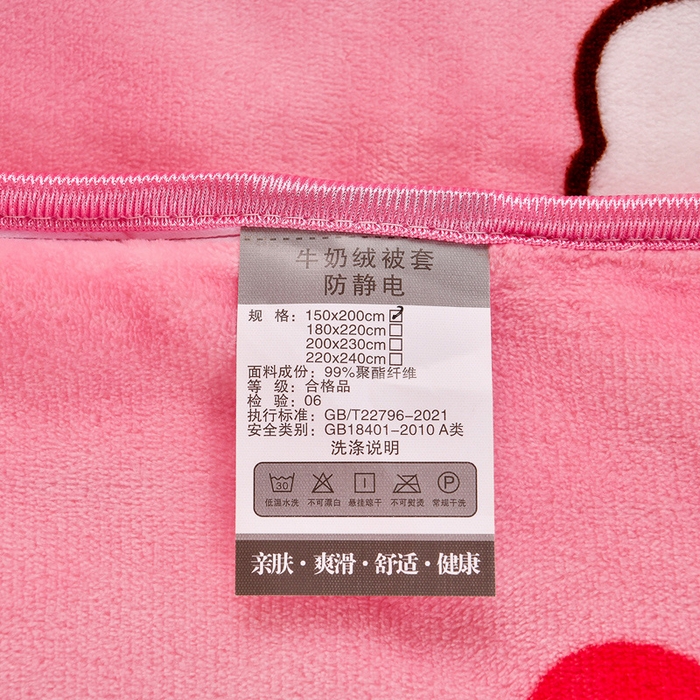 牛奶绒被套
防静电
规 格：150x200cm
180x220cm
200x230cm
220x240cm
面料成份：99%聚酯纤维
等 级：合格品
检 验：06
执行标准：GB/T22796-2021
安全类别：GB18401-2010 A类
洗涤说明
30 P
低温水洗 不可漂白 悬挂晾干 不可熨烫 常规干洗
亲肤·爽滑·舒适·健康